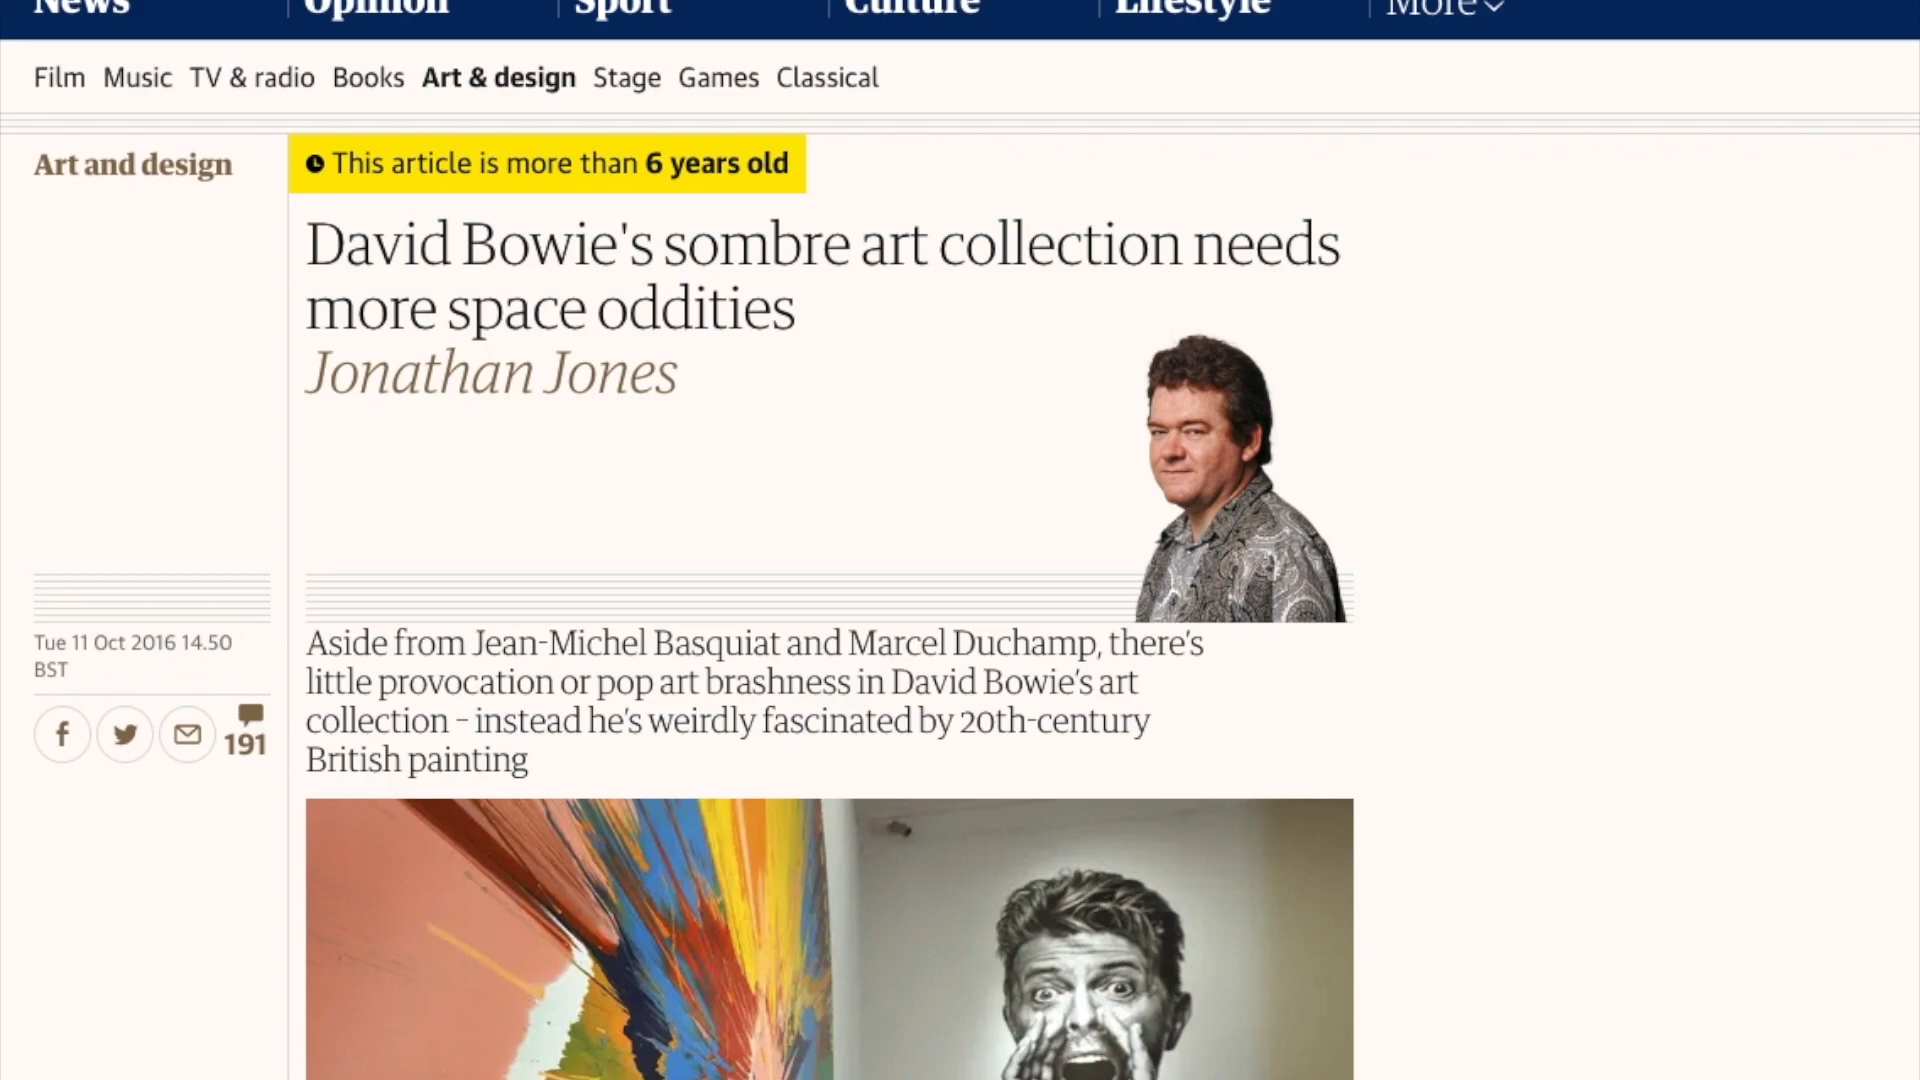 News Opinion Sport Culture Lifestyle More
Film Music TV & radio Books Art & design Stage Games Classical
Art and design
This article is more than 6 years old
David Bowie's sombre art collection needs
more space oddities
Jonathan Jones
Tue 11 Oct 2016 14.50
BST
191
Aside from Jean-Michel Basquiat and Marcel Duchamp, there's
little provocation or pop art brashness in David Bowie's art
collection – instead he's weirdly fascinated by 20th-century
British painting